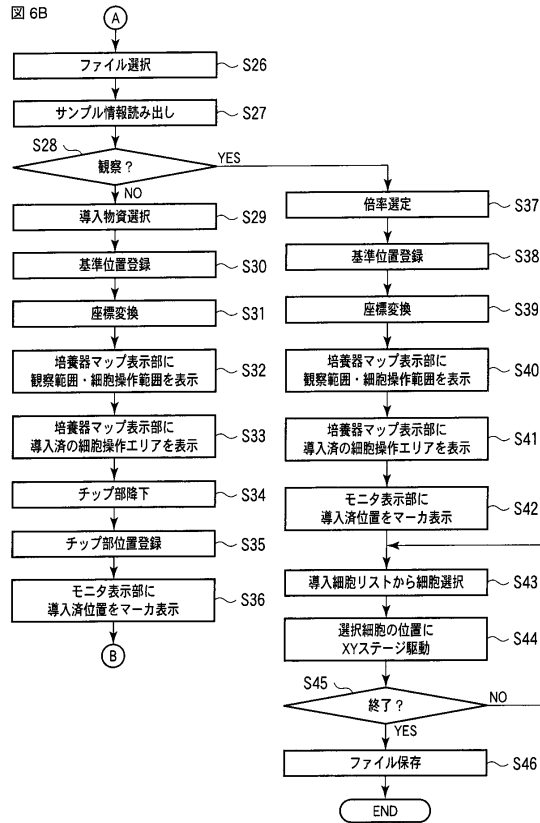 図 6B
A
ファイル選択
S26
サンプル情報読み出し
S27
S28
観察？
YES
NO
導入物資選択
S29
基準位置登録
S30
座標変換
S31
培養器マップ表示部に
観察範囲・細胞操作範囲を表示
S32
培養器マップ表示部に
導入済の細胞操作エリアを表示
S33
チップ部降下
S34
チップ部位置登録
S35
モニタ表示部に
導入済位置をマーカ表示
S36
B
倍率選定
S37
基準位置登録
S38
座標変換
S39
培養器マップ表示部に
観察範囲・細胞操作範囲を表示
S40
培養器マップ表示部に
導入済の細胞操作エリアを表示
S41
モニタ表示部に
導入済位置をマーカ表示
S42
導入細胞リストから細胞選択
S43
選択細胞の位置に
XYステージ駆動
S44
S45
終了？
NO
YES
ファイル保存
S46
END